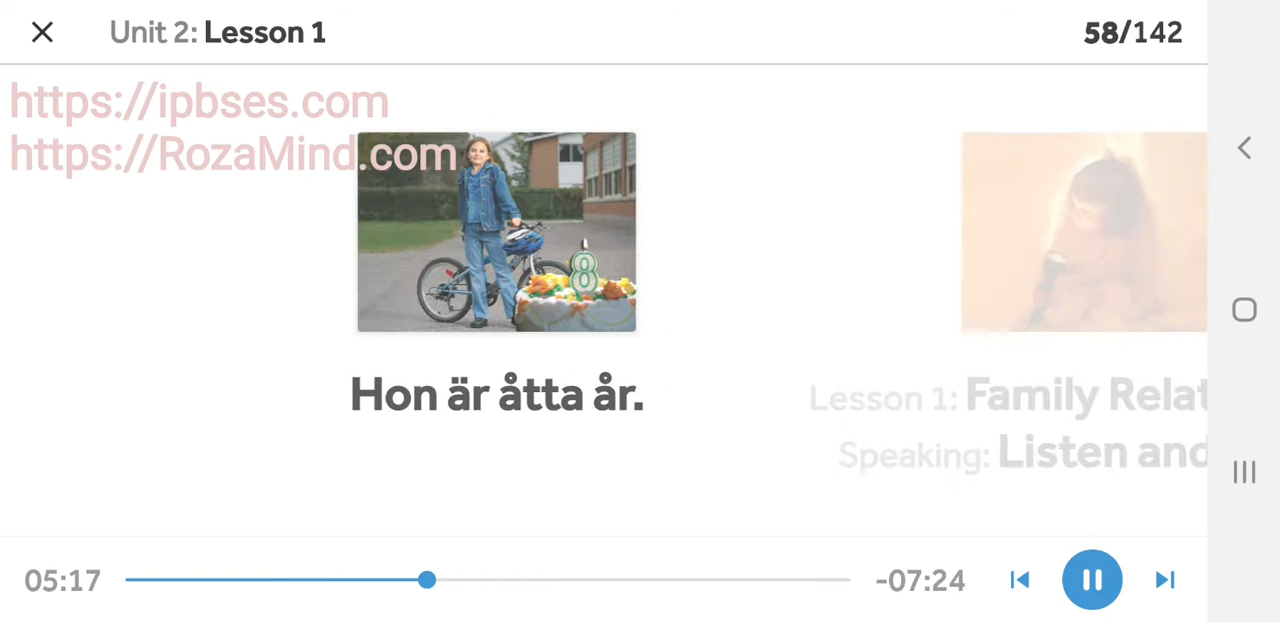 Unit 2: Lesson 1
58/142
https://ipbses.com
https://RozaMind.com
8
Hon är åtta år.
Lesson 1: Family Relat
Speaking: Listen and
05:17
-07:24